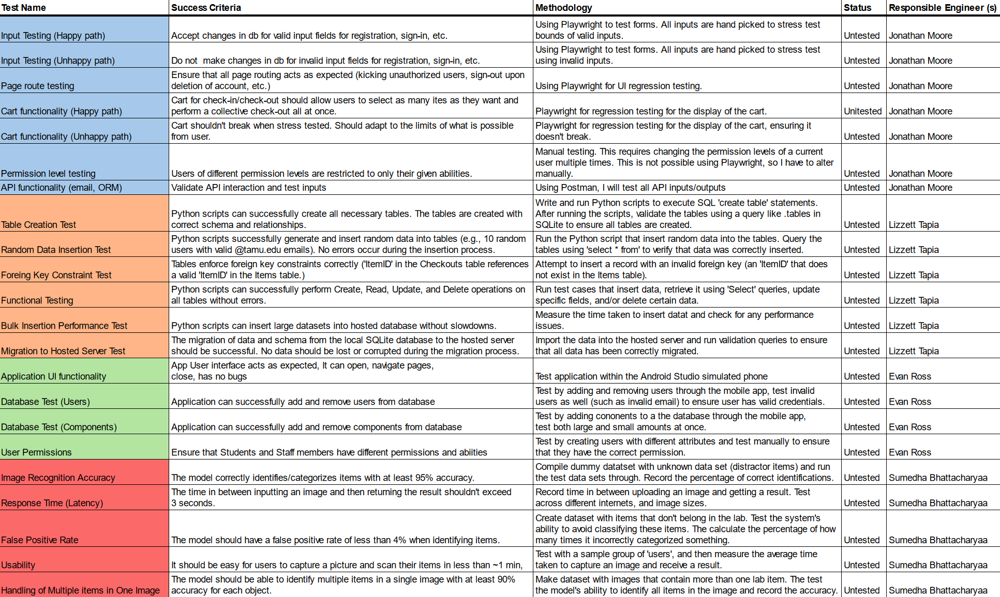 Test Name Success Criteria Methodology Status Responsible Engineer (s)
Input Testing (Happy path) Accept changes in db for valid input fields for registration, sign-in, etc. Using Playwright to test forms. All inputs are hand picked to stress test
bounds of valid inputs. Untested Jonathan Moore
Input Testing (Unhappy path) Do not  make changes in db for invalid input fields for registration, sign-in, etc. Using Playwright to test forms. All inputs are hand picked to stress test
using invalid inputs. Untested Jonathan Moore
Page route testing Ensure that all page routing acts as expected (kicking unauthorized users, sign-out upon
deletion of account, etc.) Using Playwright for UI regression testing. Untested Jonathan Moore
Cart functionality (Happy path) Cart for check-in/check-out should allow users to select as many ites as they want and
perform a collective check-out all at once. Playwright for regression testing for the display of the cart. Unitested Jonathan Moore
Cart functionality (Unhappy path) Cart shouldn't break when stress tested. Should adapt to the limits of what is possible
from user. Playwright for regression testing for the display of the cart, ensuring it
doesn't break. Untested Jonathan Moore
Permission level testing Users of different permission levels are restricted to only their given abilities. Manual testing. This requires changing the permission levels of a current
user multiple times. This is not possible using Playwright, so I have to alter
manually. Untested Jonathan Moore
API functionality (email, ORM) Validate API interaction and test inputs Using Postman, I will test all API inputs/outputs Untested Jonathan Moore
Table Creation Test Python scripts can successfully create all necessary tables. The tables are created with
correct schema and relationships. Write and run Python scripts to execute SQL 'create table' statements.
After running the scripts, validate the tables using a query like .tables in
SQLite to ensure all tables are created. Untested Lizzett Tapia
Random Data Insertion Test Python scripts successfully generate and insert random data into tables (e.g., 10 random
users with valid @tamu.edu emails). No errors occur during the insertion process. Run the Python script that insert random data into the tables. Query the
tables using 'select * from' to verify that data was correctly inserted. Untested Lizzett Tapia
Foreing Key Constraint Test Tables enforce foreign key constraints correctly ('ItemID' in the Checkouts table references
a valid 'ItemID' in the Items table.) Attempt to insert a record with an invalid foreign key (an 'ItemID' that does
not exist in the Items table). Untested Lizzett Tapia
Functional Testing Python scripts can successfully perform Create, Read, Update, and Delete operations on
all tables without errors. Run test cases that insert data, retrieve it using 'Select' queries, update
specific fields, and/or delete certain data. Untested Lizzett Tapia
Bulk Insertion Performance Test Python scripts can insert large datasets into hosted database without slowdowns. Measure the time taken to insert datat and check for any performance
issues. Untested Lizzett Tapia
Migration to Hosted Server Test The migration of data and schema from the local SQLite database to the hosted server
should be successful. No data should be lost or corrupted during the migration process. Import the data into the hosted server and run validation queries to ensure
that all data has been correctly migrated. Untested Lizzett Tapia
Application UI functionality App User interface acts as expected, It can open, navigate pages,
close, has no bugs Test application within the Android Studio simulated phone Untested Evan Ross
Database Test (Users) Application can successfully add and remove users from database Test by adding and removing users through the mobile app, test invalid
users as well (such as invalid email) to ensure user has valid credentials. Untested Evan Ross
Database Test (Components) Application can successfully add and remove components from database Test by adding cononents to a the database through the mobile app,
test both large and small amounts at once. Untested Evan Ross
User Permissions Ensure that Students and Staff members have different permissions and abiities Test by creating users with different attributes and test manually to ensure
that they have the correct permission. Untested Evan Ross
Image Recognition Accuracy The model correctly identifies/categorizes items with at least 95% accuracy. Compile dummy datatset with unknown data set (distractor items) and run
the test data sets through. Record the percentage of correct identifications. Untested Sumedha Bhattacharyaa
Response Time (Latency) The time in between inputting an image and then returning the result shouldn't exceed
3 seconds. Record time in between uploading an image and getting a result. Test
across different internets, and image sizes. Untested Sumedha Bhattacharyaa
False Positive Rate The model should have a false positive rate of less than 4% when identifying items. Create dataset with items that don't belong in the lab. Test the system's
ability to avoid classifying these items. The calculate the percentage of how
many times it incorrectly categorized something. Untested Sumedha Bhattacharyaa
Usability It should be easy for users to capture a picture and scan their items in less than ~1 min, Test with a sample group of 'users', and then measure the average time
taken to capture an image and receive a result. Untested Sumedha Bhattacharyaa
Handling of Multiple items in One Image The model should be able to identify multiple items in a single image with at least 90%
accuracy for each object. Make dataset with images that contain more than one lab item. The test
the model's ability to identify all items in the image and record the accuracy. Untested Sumedha Bhattacharyaa